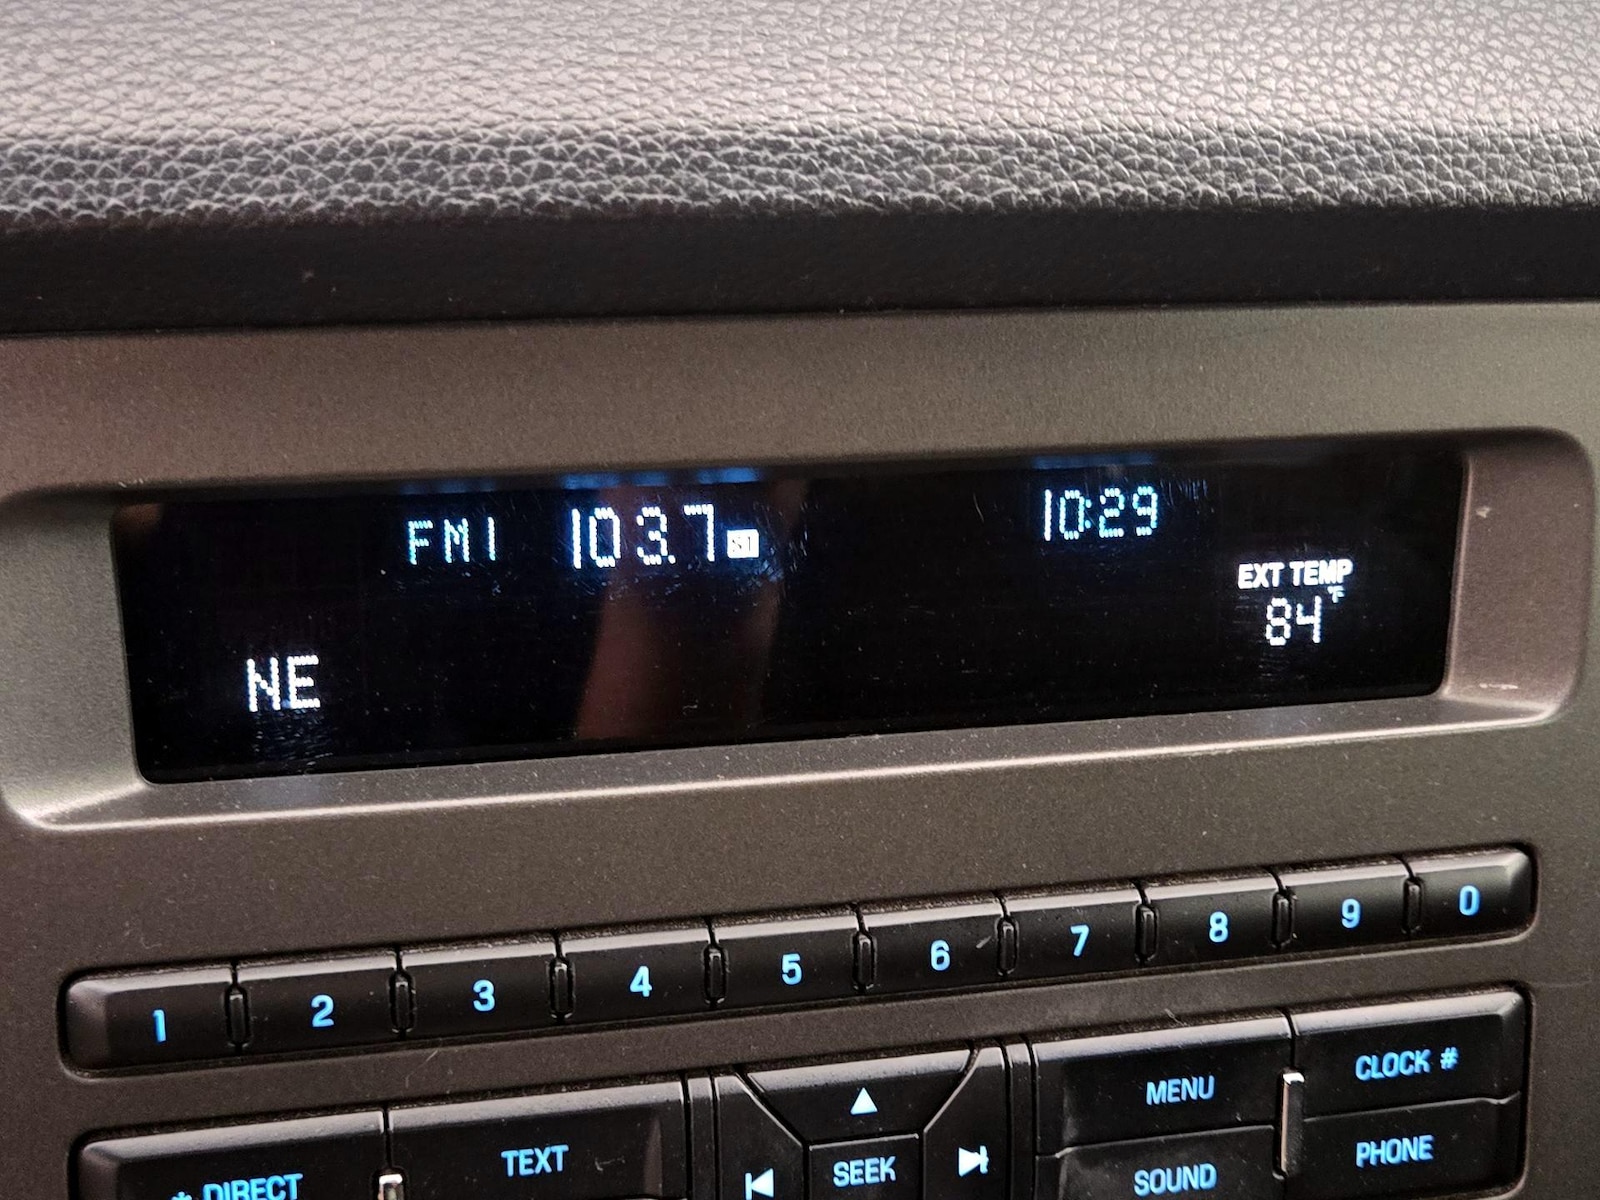 FM1 103.7 ST 10:29
EXT TEMP
84°F
NE
1 2 3 4 5 6 7 8 9 0
MENU CLOCK #
TEXT SEEK SOUND PHONE
* DIRECT